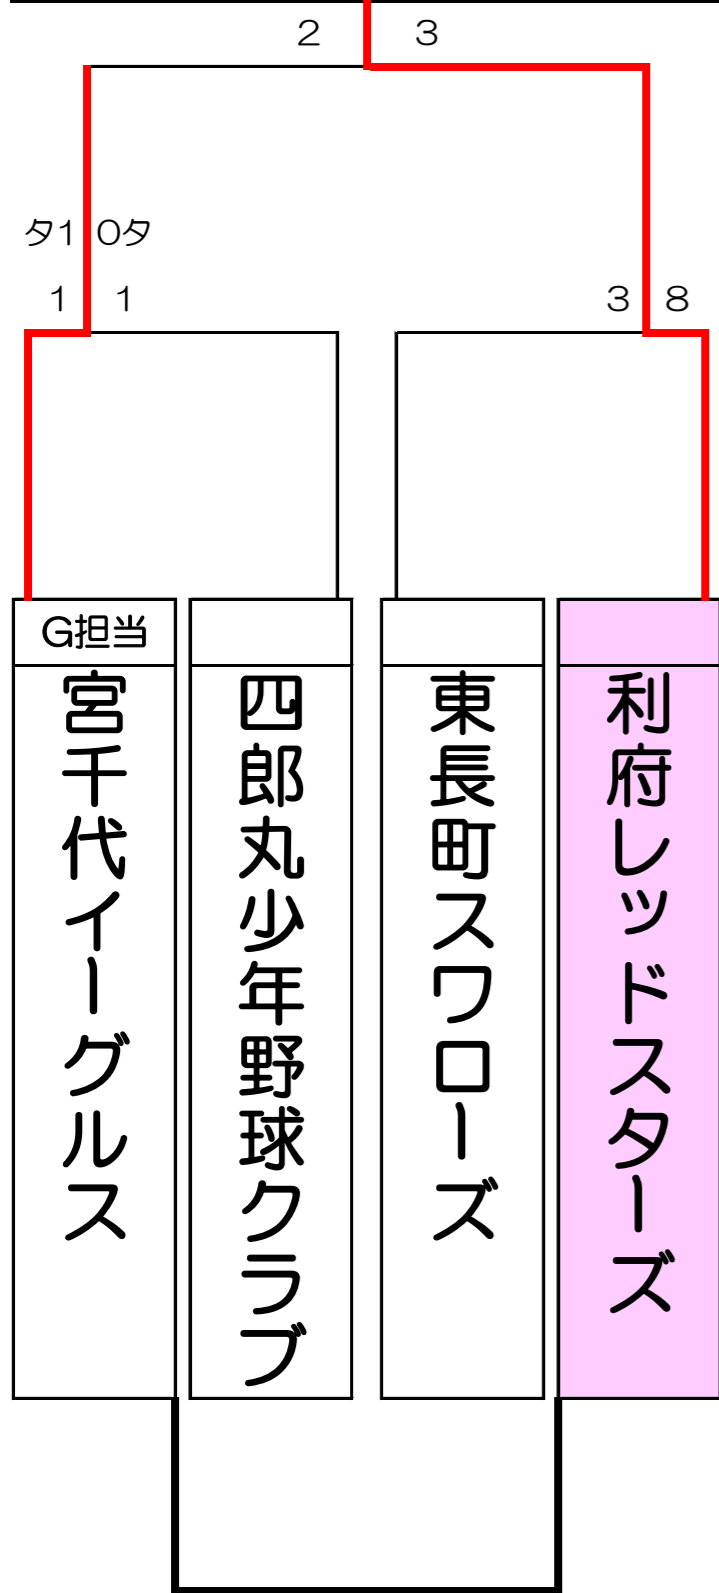 2 3
タ1 0タ
1 1 3 8
G担当
宮千代イーグルス
四郎丸少年野球クラブ
東長町スワローズ
利府レッドスターズ